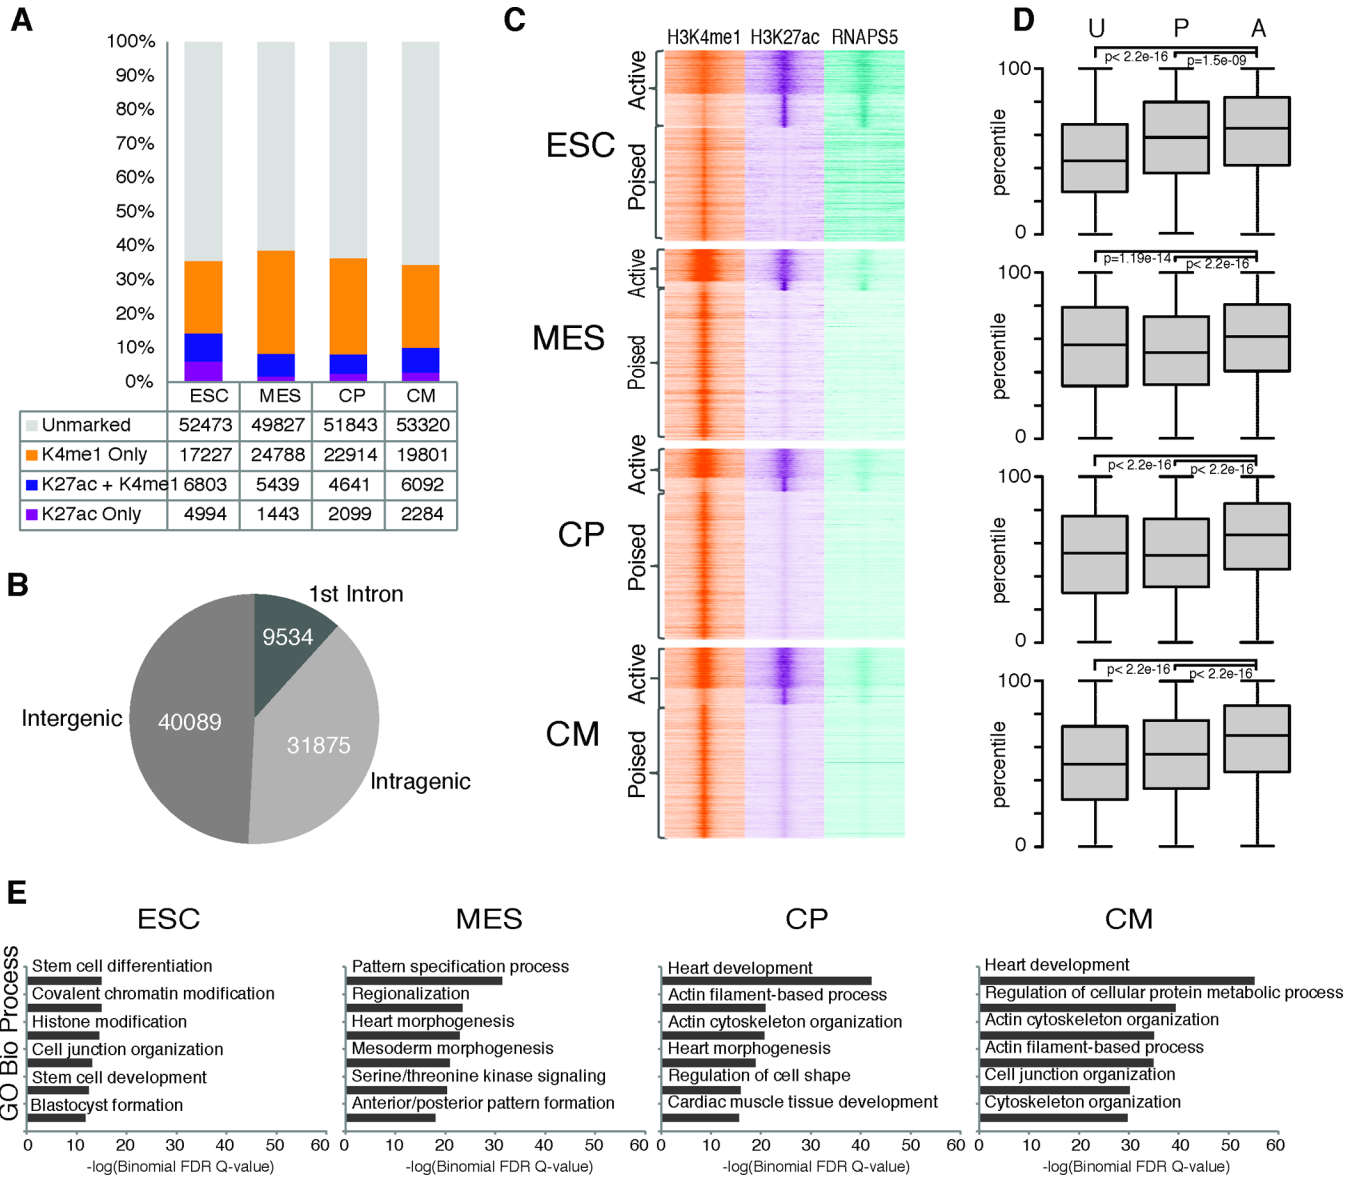 A
100%
90%
80%
70%
60%
50%
40%
30%
20%
10%
0%
ESC MES CP CM
Unmarked 52473 49827 51843 53320
K4me1 Only 17227 24788 22914 19801
K27ac + K4me1 6803 5439 4641 6092
K27ac Only 4994 1443 2099 2284
B
1st Intron
9534
Intergenic
40089
31875
Intragenic
C
H3K4me1 H3K27ac RNAPS5
ESC
Active
Poised
MES
Active
Poised
CP
Active
Poised
CM
Active
Poised
D
U P A
p< 2.2e-16 p=1.5e-09
100
percentile
0
p=1.19e-14 p< 2.2e-16
100
percentile
0
p< 2.2e-16 p< 2.2e-16
100
percentile
0
p< 2.2e-16 p< 2.2e-16
100
percentile
0
E
GO Bio Process
ESC
Stem cell differentiation
Covalent chromatin modification
Histone modification
Cell junction organization
Stem cell development
Blastocyst formation
0 10 20 30 40 50 60
-log(Binomial FDR Q-value)
MES
Pattern specification process
Regionalization
Heart morphogenesis
Mesoderm morphogenesis
Serine/threonine kinase signaling
Anterior/posterior pattern formation
0 10 20 30 40 50 60
-log(Binomial FDR Q-value)
CP
Heart development
Actin filament-based process
Actin cytoskeleton organization
Heart morphogenesis
Regulation of cell shape
Cardiac muscle tissue development
0 10 20 30 40 50 60
-log(Binomial FDR Q-value)
CM
Heart development
Regulation of cellular protein metabolic process
Actin cytoskeleton organization
Actin filament-based process
Cell junction organization
Cytoskeleton organization
0 10 20 30 40 50 60
-log(Binomial FDR Q-value)